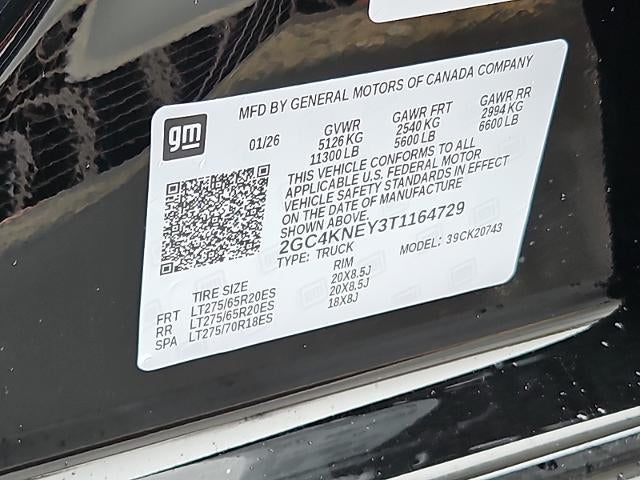 MFD BY GENERAL MOTORS OF CANADA COMPANY
gm
01/26
GVWR
5126 KG
11300 LB
GAWR FRT
2540 KG
5600 LB
GAWR RR
2994 KG
6600 LB
THIS VEHICLE CONFORMS TO ALL
APPLICABLE U.S. FEDERAL MOTOR
VEHICLE SAFETY STANDARDS IN EFFECT
ON THE DATE OF MANUFACTURE
SHOWN ABOVE.
2GC4KNEY3T1164729
TYPE: TRUCK
MODEL: 39CK20743
TIRE SIZE
RIM
FRT LT275/65R20ES 20X8.5J
RR LT275/65R20ES 20X8.5J
SPA LT275/70R18ES 18X8J